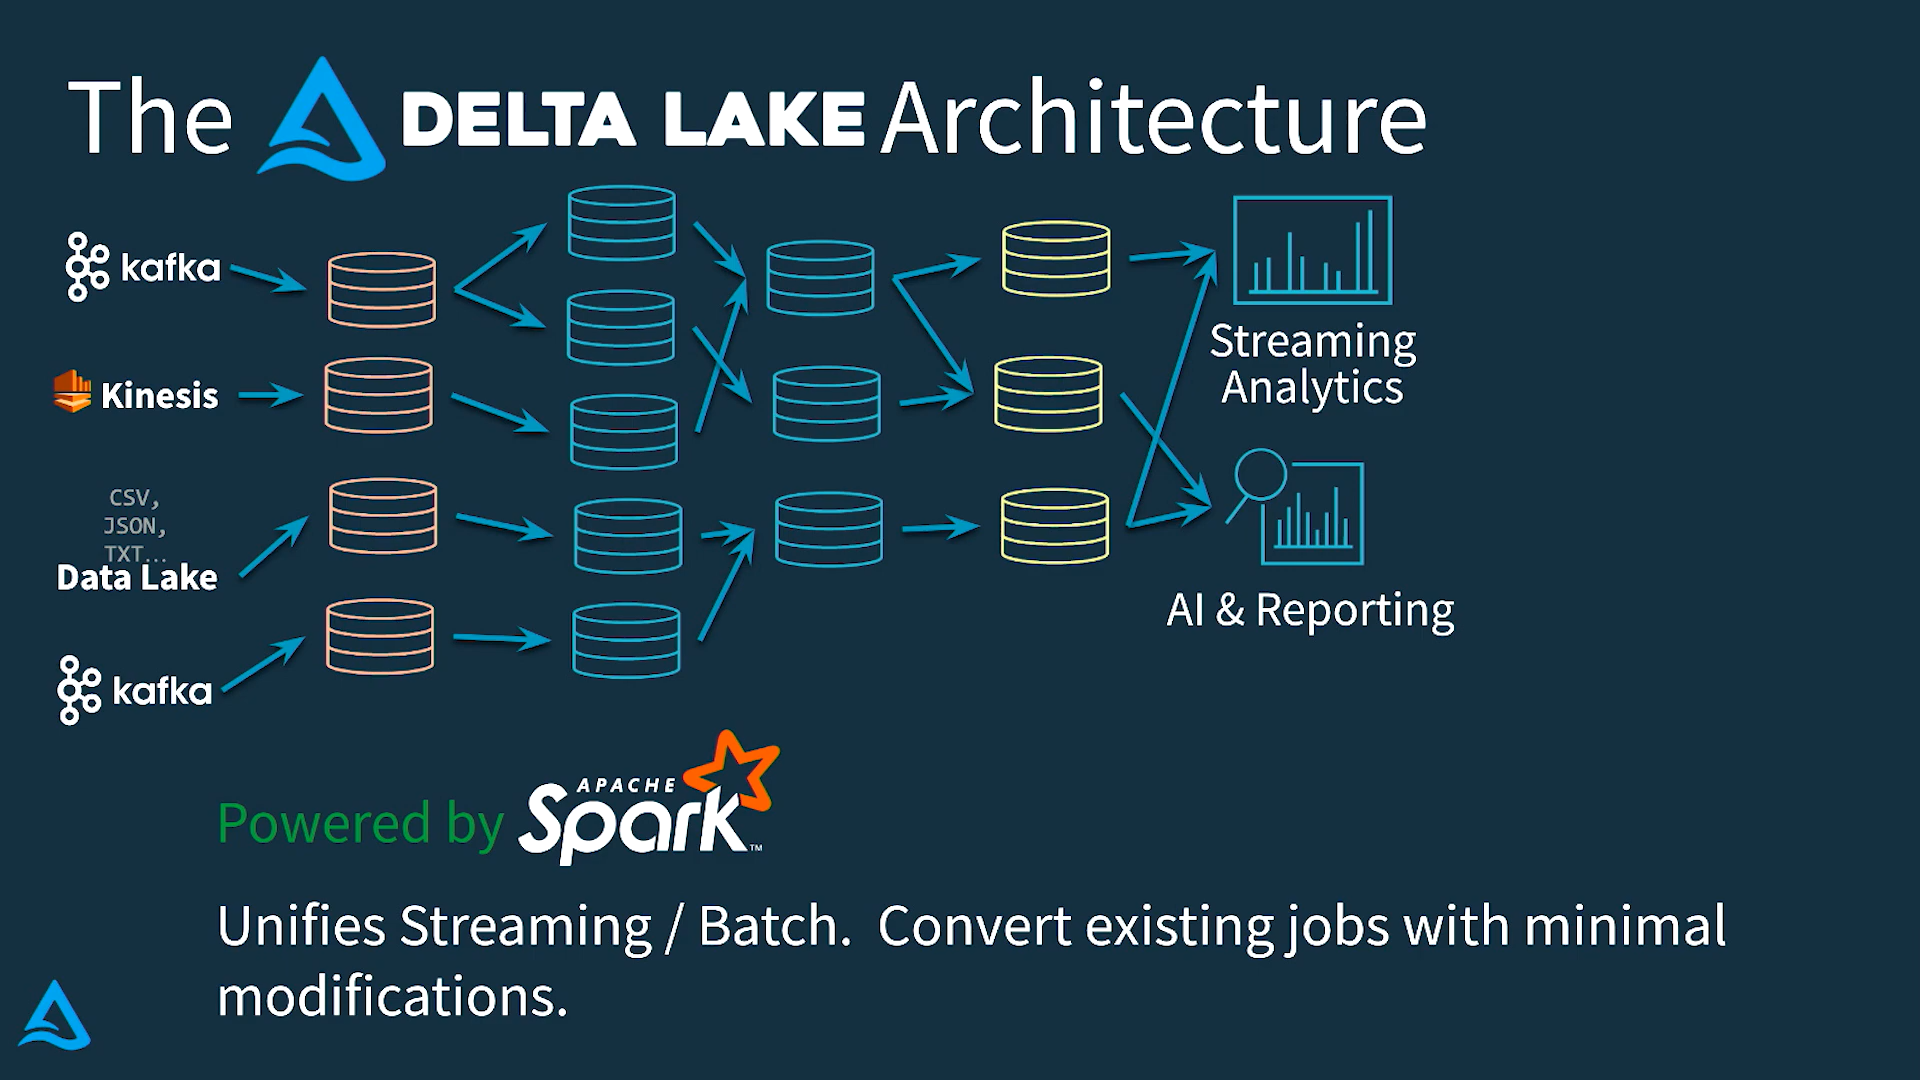 The DELTA LAKE Architecture
kafka
Kinesis
CSV,
JSON,
TXT...
Data Lake
kafka
Streaming
Analytics
AI & Reporting
Powered by APACHE Spark™
Unifies Streaming / Batch. Convert existing jobs with minimal
modifications.